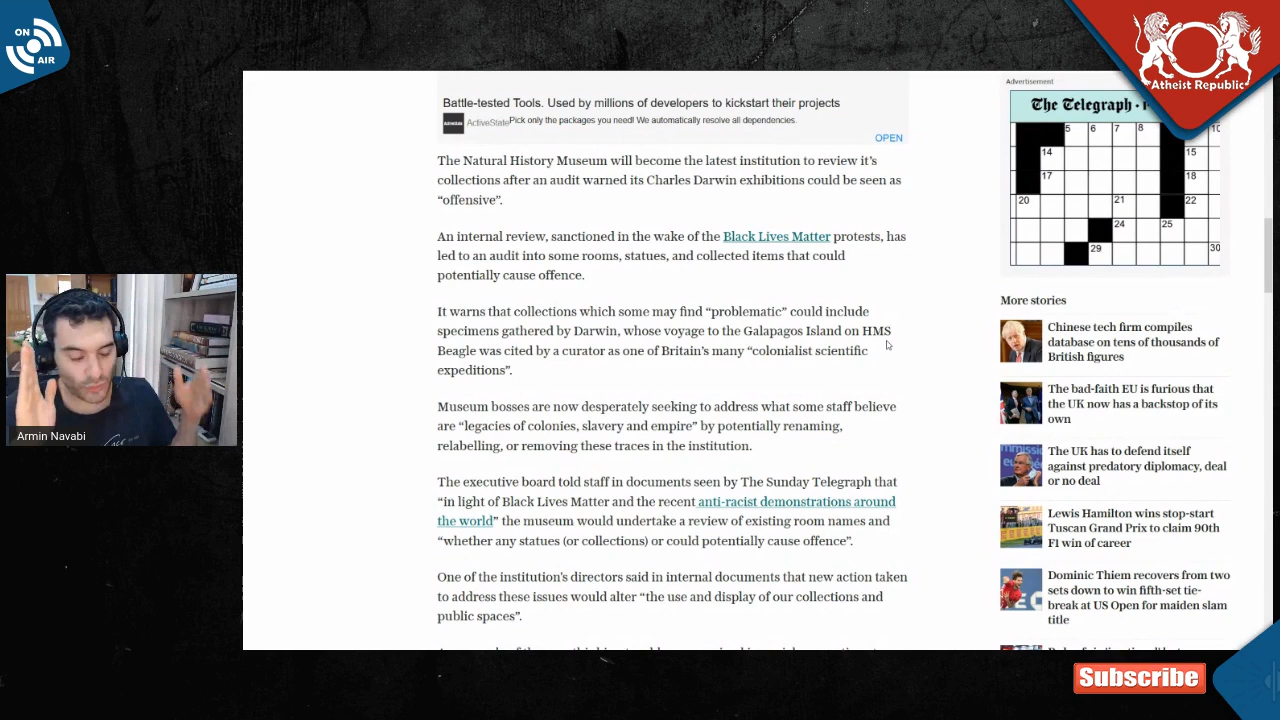 ON
AIR
Atheist Republic
Battle-tested Tools. Used by millions of developers to kickstart their projects
ActiveState Pick only the packages you need! We automatically resolve all dependencies.
OPEN
The Natural History Museum will become the latest institution to review it's
collections after an audit warned its Charles Darwin exhibitions could be seen as
“offensive”.
An internal review, sanctioned in the wake of the Black Lives Matter protests, has
led to an audit into some rooms, statues, and collected items that could
potentially cause offence.
It warns that collections which some may find “problematic” could include
specimens gathered by Darwin, whose voyage to the Galapagos Island on HMS
Beagle was cited by a curator as one of Britain’s many “colonialist scientific
expeditions”.
Museum bosses are now desperately seeking to address what some staff believe
are “legacies of colonies, slavery and empire” by potentially renaming,
relabelling, or removing these traces in the institution.
The executive board told staff in documents seen by The Sunday Telegraph that
“in light of Black Lives Matter and the recent anti-racist demonstrations around
the world” the museum would undertake a review of existing room names and
“whether any statues (or collections) or could potentially cause offence”.
One of the institution’s directors said in internal documents that new action taken
to address these issues would alter “the use and display of our collections and
public spaces”.
Advertisement
The Telegraph
5 6 7 8 10
14 15
17 18
20 21 22
24 25
29 30
More stories
Chinese tech firm compiles
database on tens of thousands of
British figures
The bad-faith EU is furious that
the UK now has a backstop of its
own
The UK has to defend itself
against predatory diplomacy, deal
or no deal
Lewis Hamilton wins stop-start
Tuscan Grand Prix to claim 90th
F1 win of career
Dominic Thiem recovers from two
sets down to win fifth-set tie-
break at US Open for maiden slam
title
Armin Navabi
Subscribe